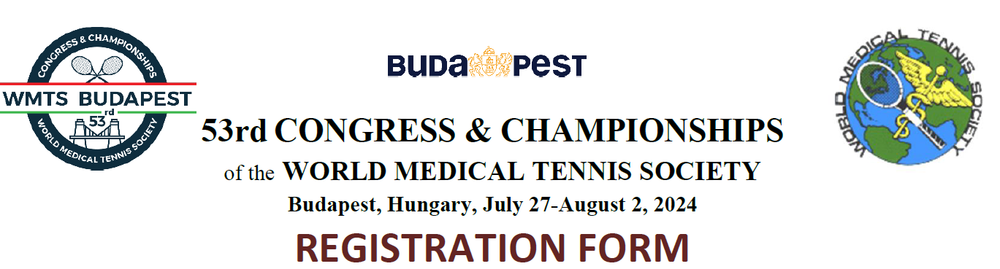 CONGRESS & CHAMPIONSHIPS
WMTS BUDAPEST
53rd
WORLD MEDICAL TENNIS SOCIETY
BUDAPEST
WORLD MEDICAL TENNIS SOCIETY
53rd CONGRESS & CHAMPIONSHIPS
of the WORLD MEDICAL TENNIS SOCIETY
Budapest, Hungary, July 27-August 2, 2024
REGISTRATION FORM